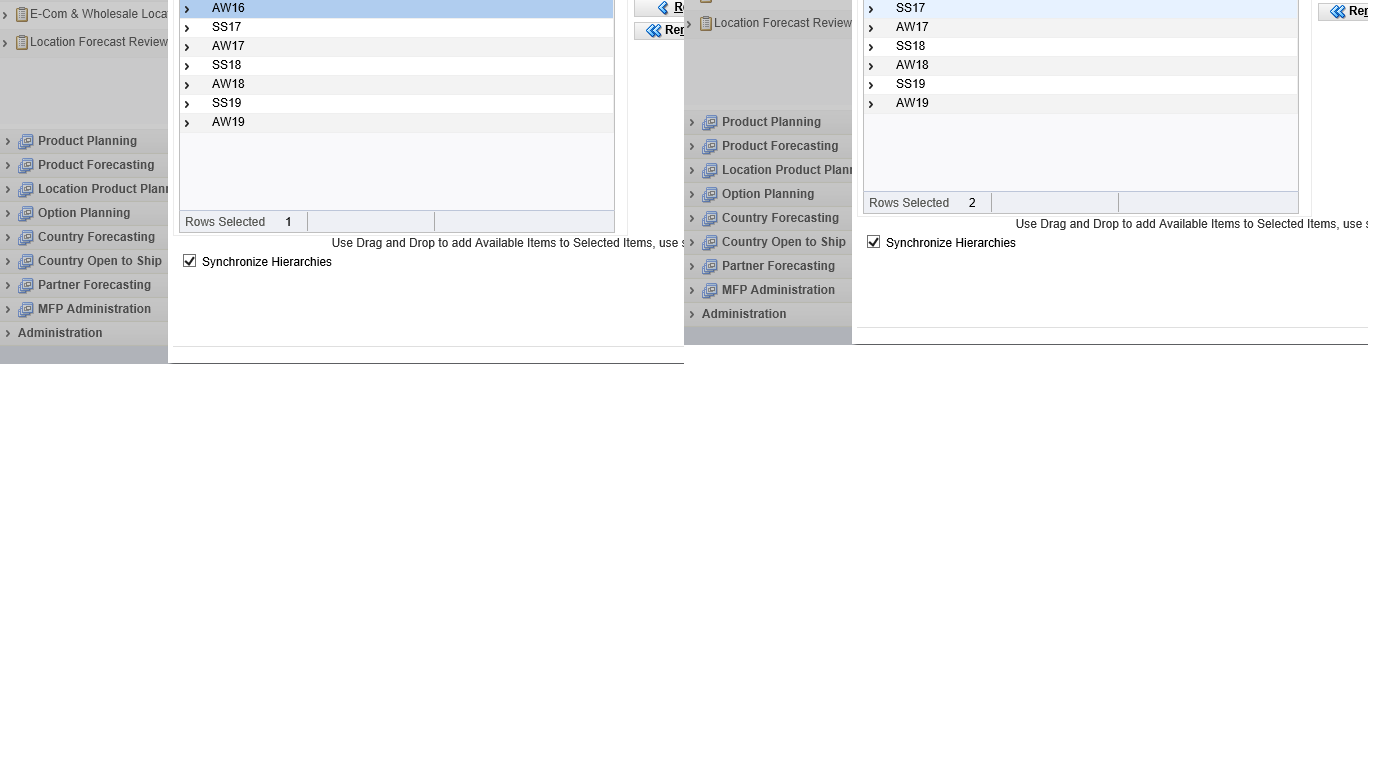 E-Com & Wholesale Loca
Location Forecast Review
AW16
SS17
AW17
SS18
AW18
SS19
AW19
Product Planning
Product Forecasting
Location Product Plann
Option Planning
Country Forecasting
Country Open to Ship
Partner Forecasting
MFP Administration
Administration
Rows Selected 1
Use Drag and Drop to add Available Items to Selected Items, use s
Synchronize Hierarchies
Location Forecast Review
SS17
AW17
SS18
AW18
SS19
AW19
Product Planning
Product Forecasting
Location Product Plann
Option Planning
Country Forecasting
Country Open to Ship
Partner Forecasting
MFP Administration
Administration
Rows Selected 2
Use Drag and Drop to add Available Items to Selected Items, use s
Synchronize Hierarchies